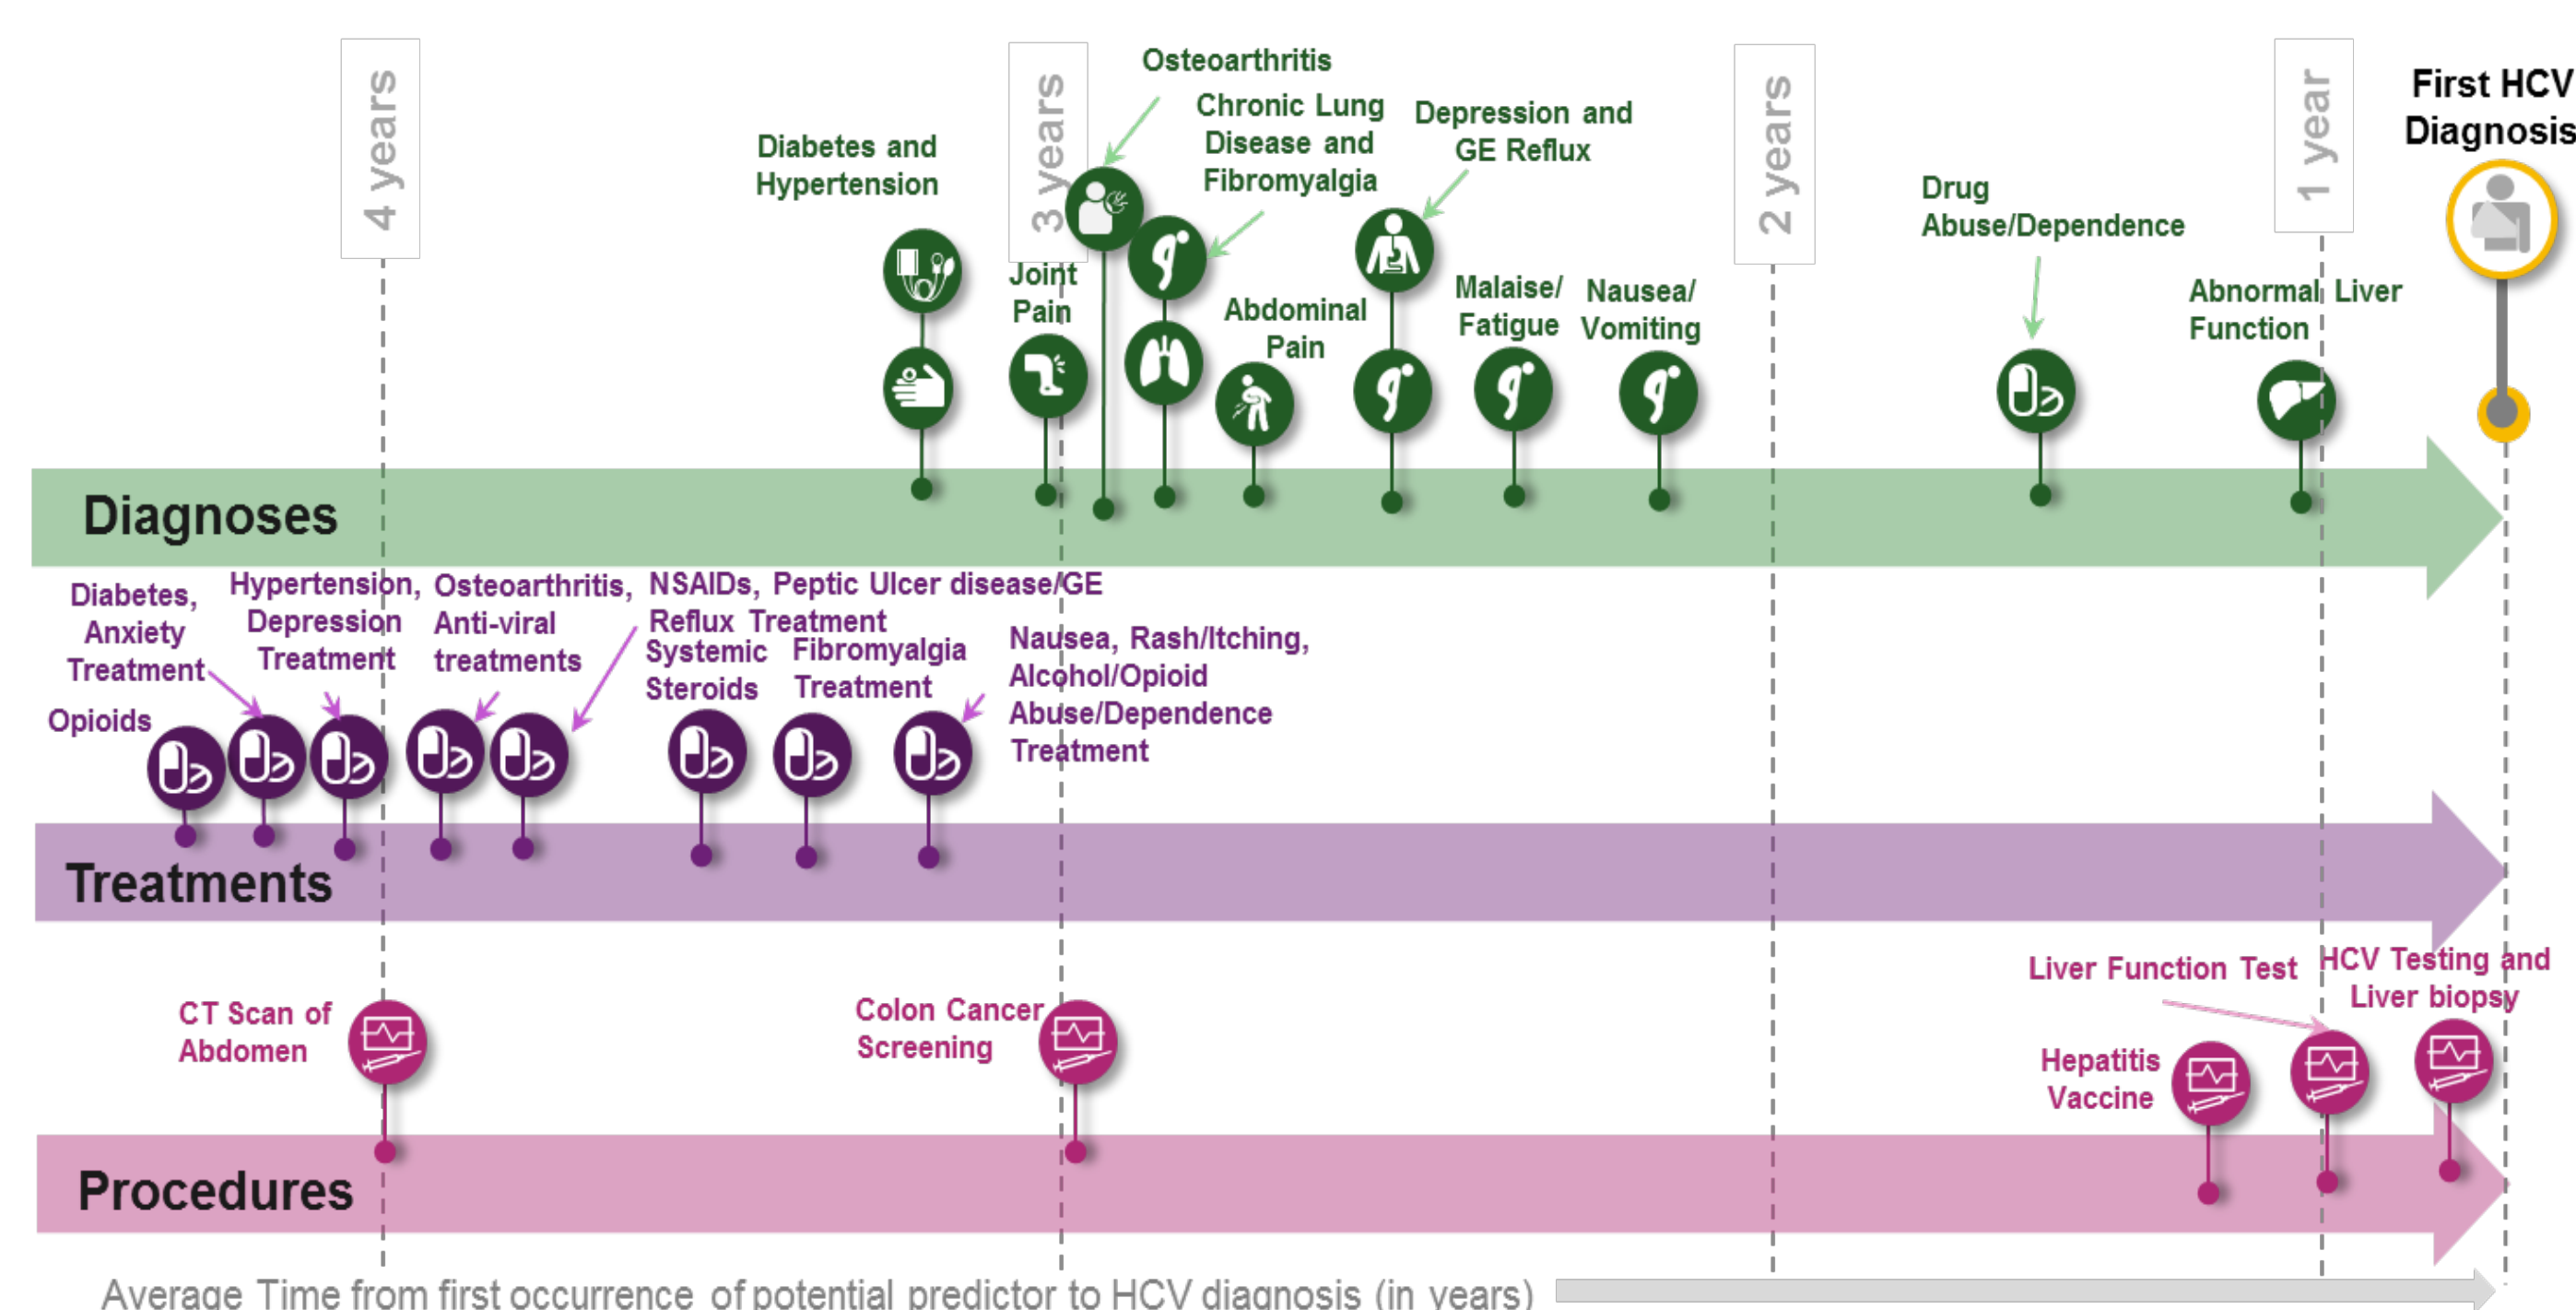 4 years
3 years
2 years
1 year
First HCV
Diagnosis
Osteoarthritis
Chronic Lung
Disease and
Fibromyalgia
Depression and
GE Reflux
Diabetes and
Hypertension
Joint
Pain
Abdominal
Pain
Malaise/
Fatigue
Nausea/
Vomiting
Drug
Abuse/Dependence
Abnormal Liver
Function
Diagnoses
Diabetes,
Anxiety
Treatment
Hypertension,
Depression
Treatment
Osteoarthritis,
Anti-viral
treatments
NSAIDs, Peptic Ulcer disease/GE
Reflux Treatment
Systemic
Steroids
Fibromyalgia
Treatment
Nausea, Rash/Itching,
Alcohol/Opioid
Abuse/Dependence
Treatment
Opioids
Treatments
CT Scan of
Abdomen
Colon Cancer
Screening
Liver Function Test
HCV Testing and
Liver biopsy
Hepatitis
Vaccine
Procedures
Average Time from first occurrence of potential predictor to HCV diagnosis (in years)